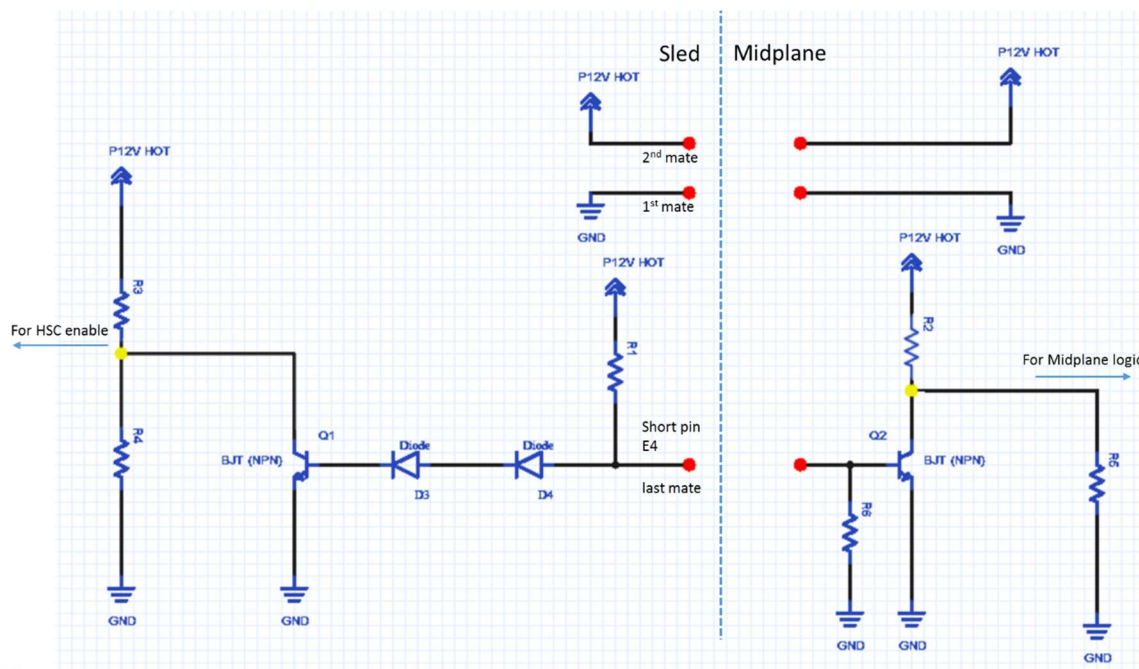 Sled
Midplane
P12V HOT
P12V HOT
2nd mate
1st mate
GND
GND
P12V HOT
R3
For HSC enable
R4
GND
Q1
BJT (NPN)
GND
Diode
D3
Diode
D4
P12V HOT
R1
Short pin
E4
last mate
P12V HOT
R2
For Midplane logic
Q2
BJT (NPN)
R6
GND
GND
R5
GND